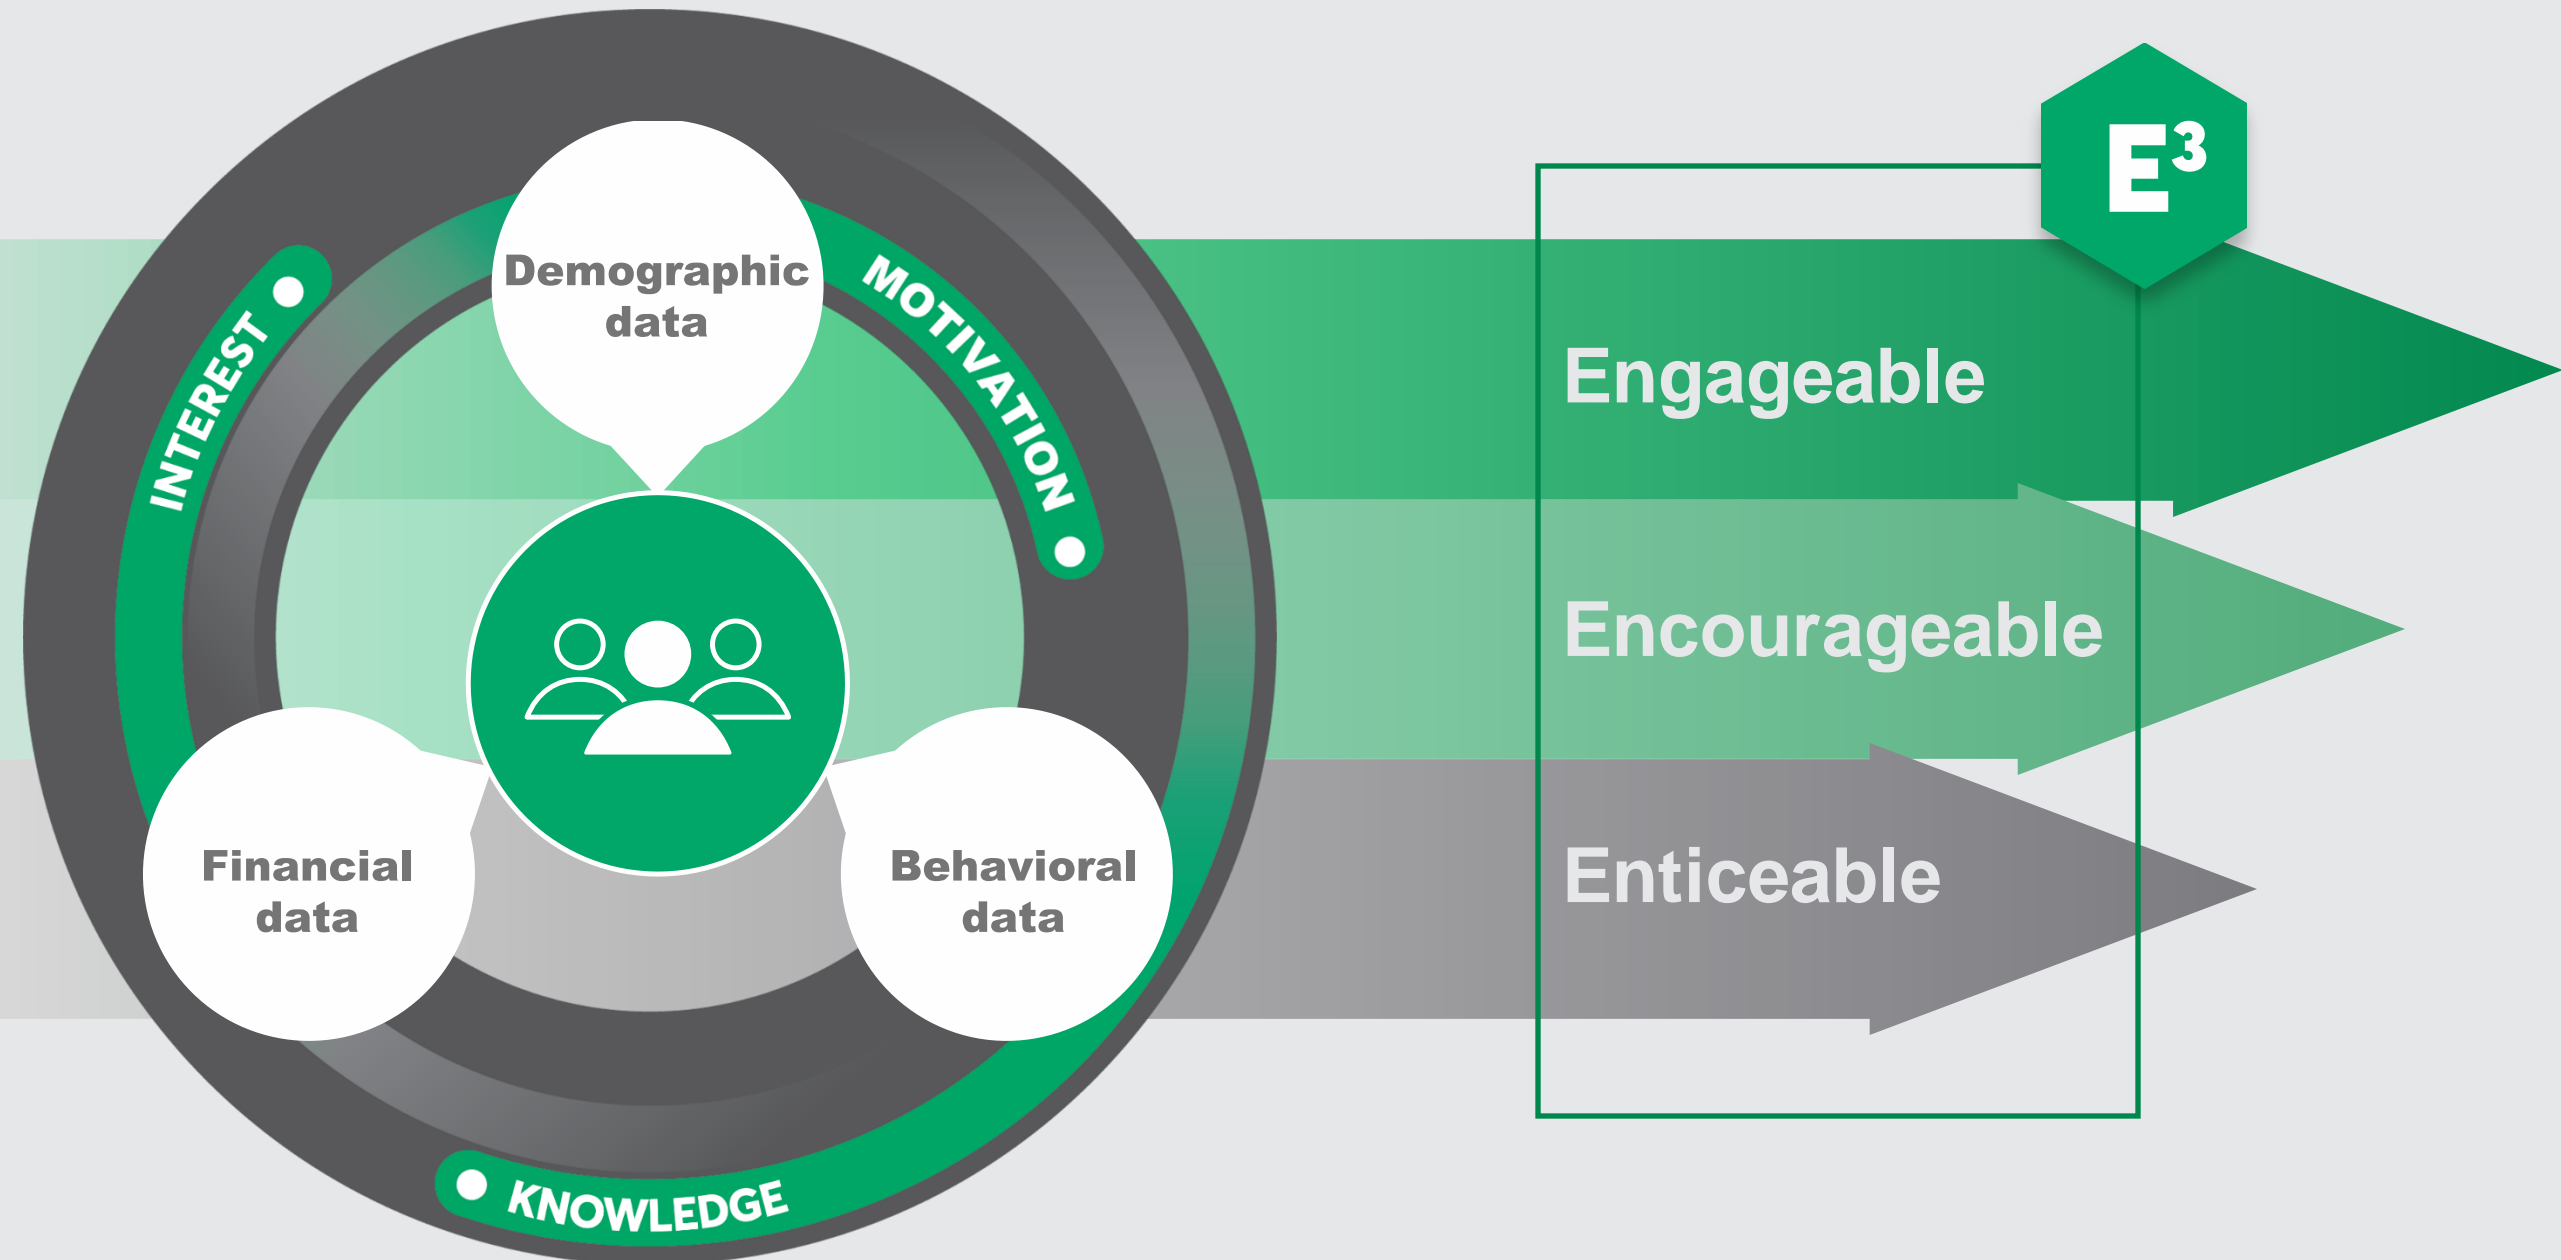 Demographic
data
INTEREST
MOTIVATION
Financial
data
Behavioral
data
KNOWLEDGE
E³
Engageable
Encourageable
Enticeable